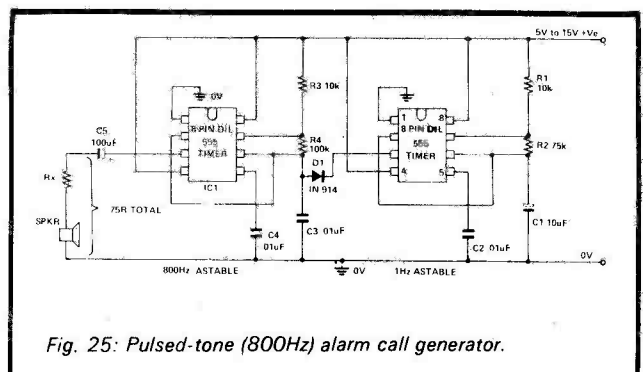 5V to 15V +Ve
0V
R3 10k
R1
10k
C5
100uF
8 PIN DIL
555
TIMER
IC1
R4
100k
D1
IN 914
1
8
8 PIN DIL
555
TIMER
4
5
R2 75k
Rx
75R TOTAL
SPKR
C4
01uF
C3 01uF
C2 01uF
C1 10uF
0V
800Hz ASTABLE
0V
1Hz ASTABLE
Fig. 25: Pulsed-tone (800Hz) alarm call generator.